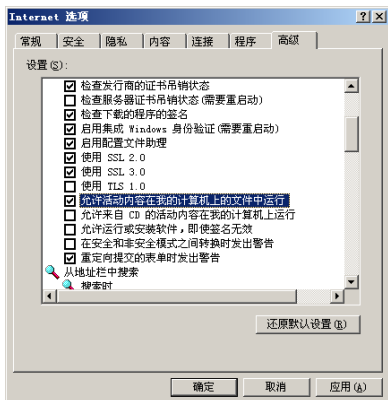 Internet 选项
常规 安全 隐私 内容 连接 程序 高级
设置(S):
检查发行商的证书吊销状态
检查服务器证书吊销状态(需要重启动)
检查下载的程序的签名
启用集成 Windows 身份验证(需要重启动)
启用配置文件助理
使用 SSL 2.0
使用 SSL 3.0
使用 TLS 1.0
允许活动内容在我的计算机上的文件中运行
允许来自 CD 的活动内容在我的计算机上运行
允许运行或安装软件，即使签名无效
在安全和非安全模式之间转换时发出警告
重定向提交的表单时发出警告
从地址栏中搜索
搜索时
还原默认设置(R)
确定 取消 应用(A)